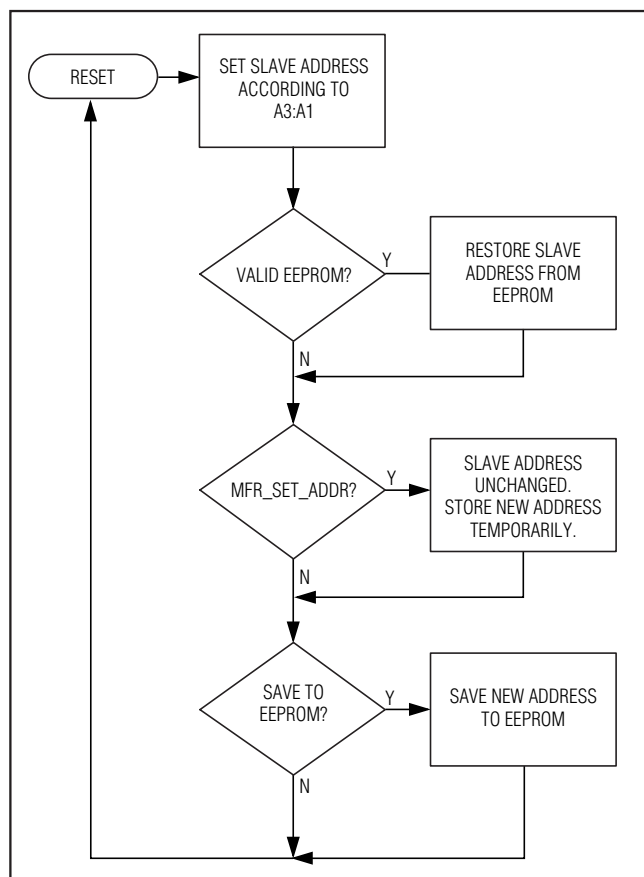 RESET
SET SLAVE ADDRESS
ACCORDING TO
A3:A1
VALID EEPROM?
Y
RESTORE SLAVE
ADDRESS FROM
EEPROM
N
MFR_SET_ADDR?
Y
SLAVE ADDRESS
UNCHANGED.
STORE NEW ADDRESS
TEMPORARILY.
N
SAVE TO
EEPROM?
Y
SAVE NEW ADDRESS
TO EEPROM
N